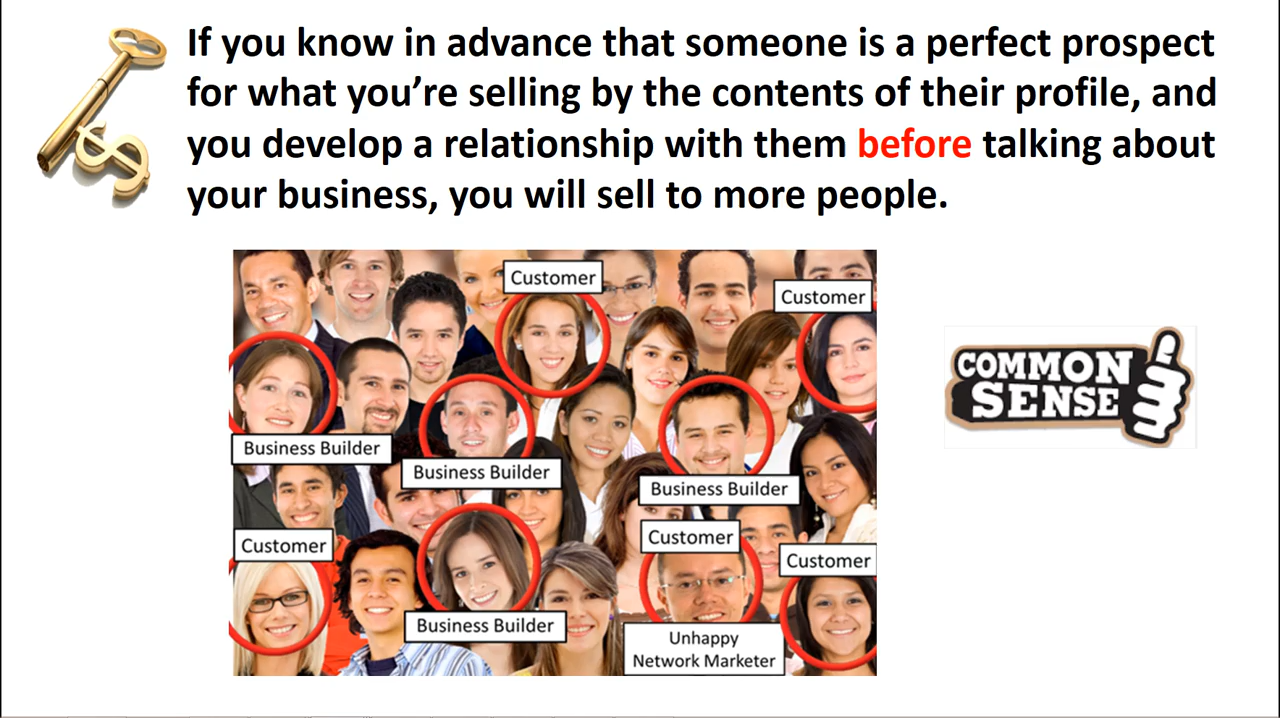 If you know in advance that someone is a perfect prospect
for what you’re selling by the contents of their profile, and
you develop a relationship with them before talking about
your business, you will sell to more people.
Customer
Customer
Business Builder
Business Builder
Business Builder
Customer
Customer
Customer
Business Builder
Unhappy
Network Marketer
COMMON
SENSE